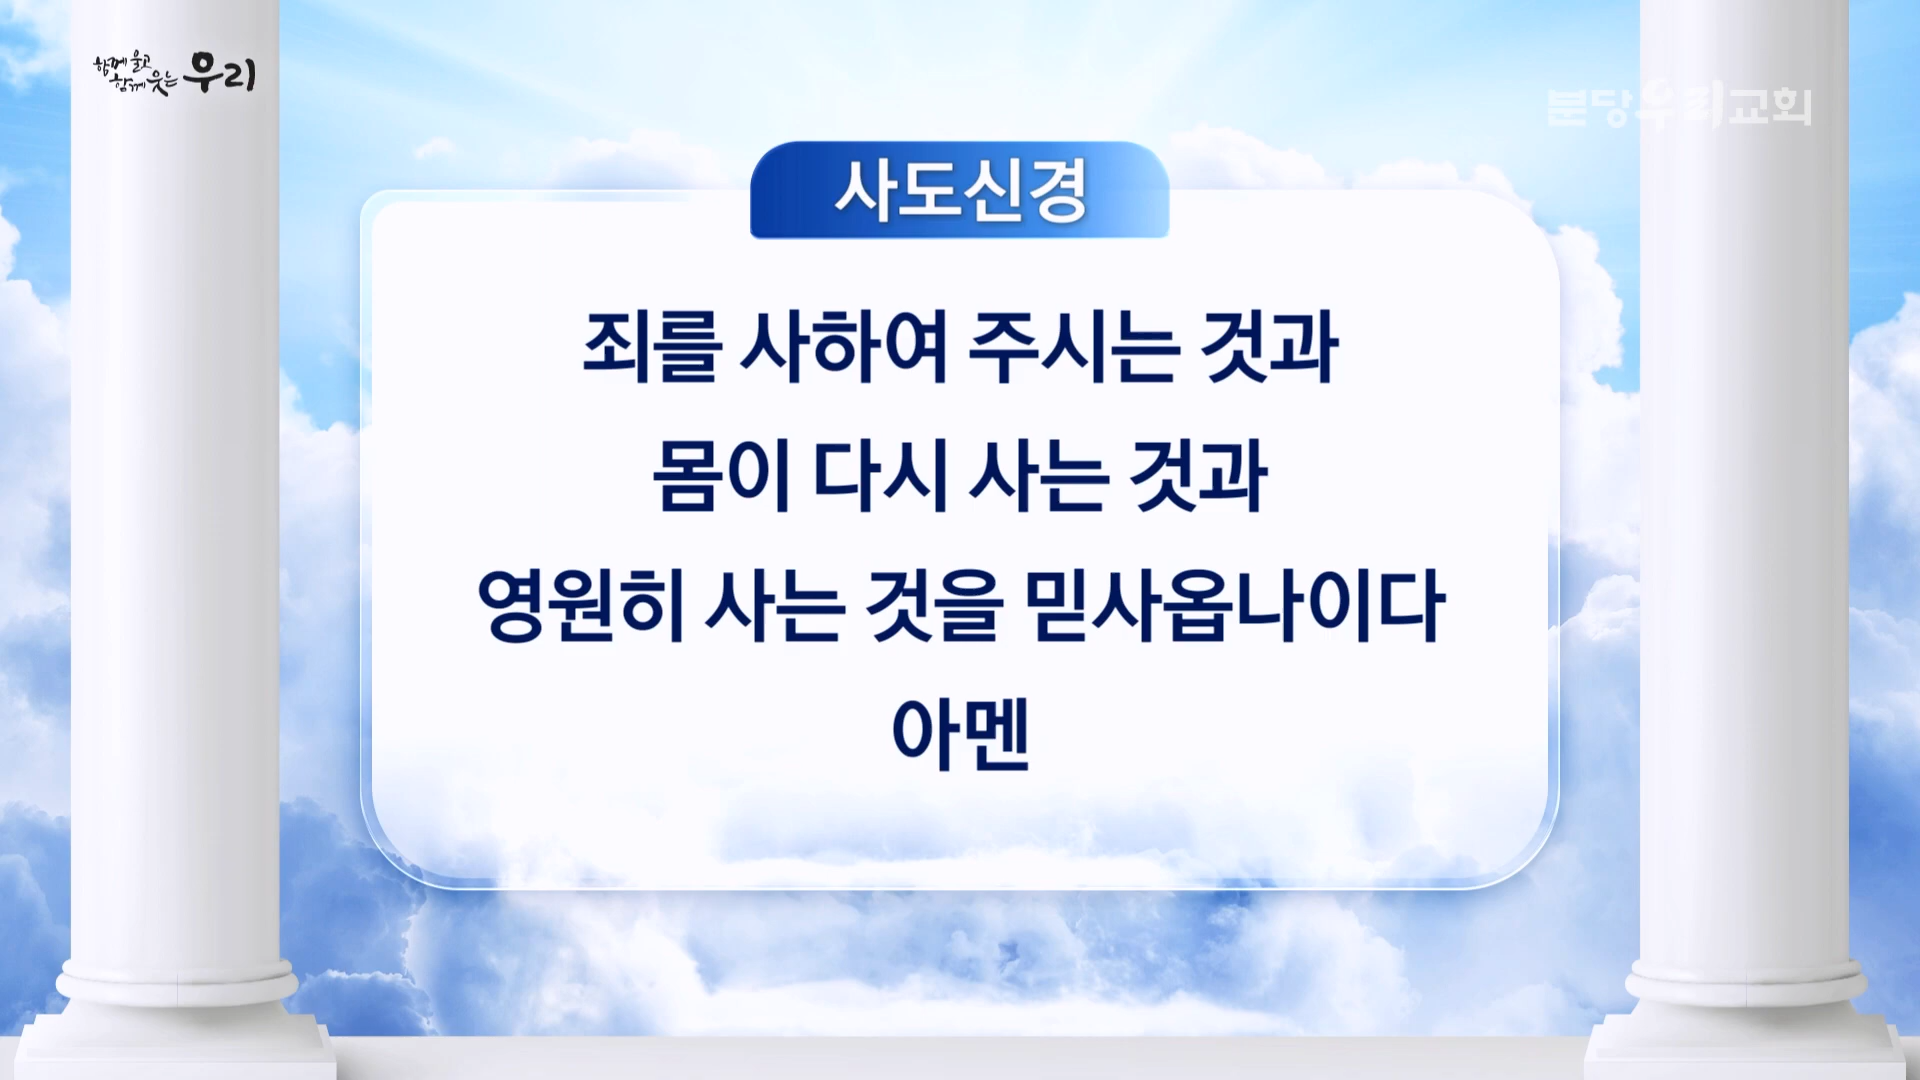 함께 울고
함께 웃는 우리
분당우리교회
사도신경
죄를 사하여 주시는 것과
몸이 다시 사는 것과
영원히 사는 것을 믿사옵나이다
아멘